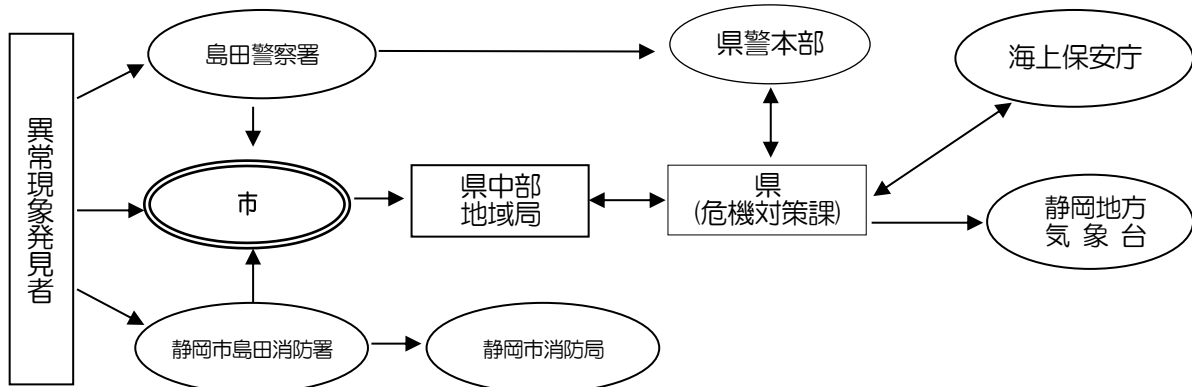 異常現象発見者
島田警察署
県警本部
海上保安庁
市
県中部
地域局
県
(危機対策課)
静岡地方
気象台
静岡市島田消防署
静岡市消防局